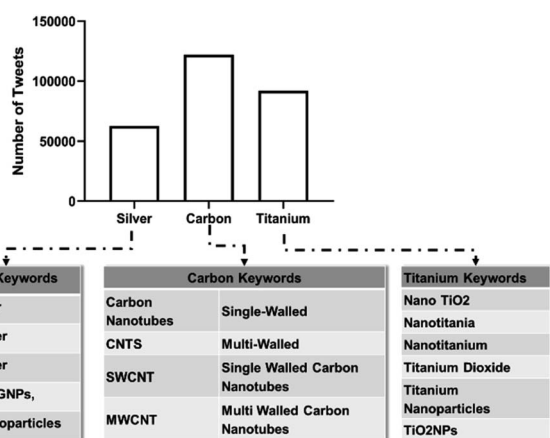 150000
100000
50000
0
Number of Tweets
Silver Carbon Titanium
Keywords
er
er
GNPs,
oparticles
Carbon Keywords
Carbon
Nanotubes
Single-Walled
CNTS
Multi-Walled
SWCNT
Single Walled Carbon
Nanotubes
MWCNT
Multi Walled Carbon
Nanotubes
Titanium Keywords
Nano TiO2
Nanotitania
Nanotitanium
Titanium Dioxide
Titanium
Nanoparticles
TiO2NPs